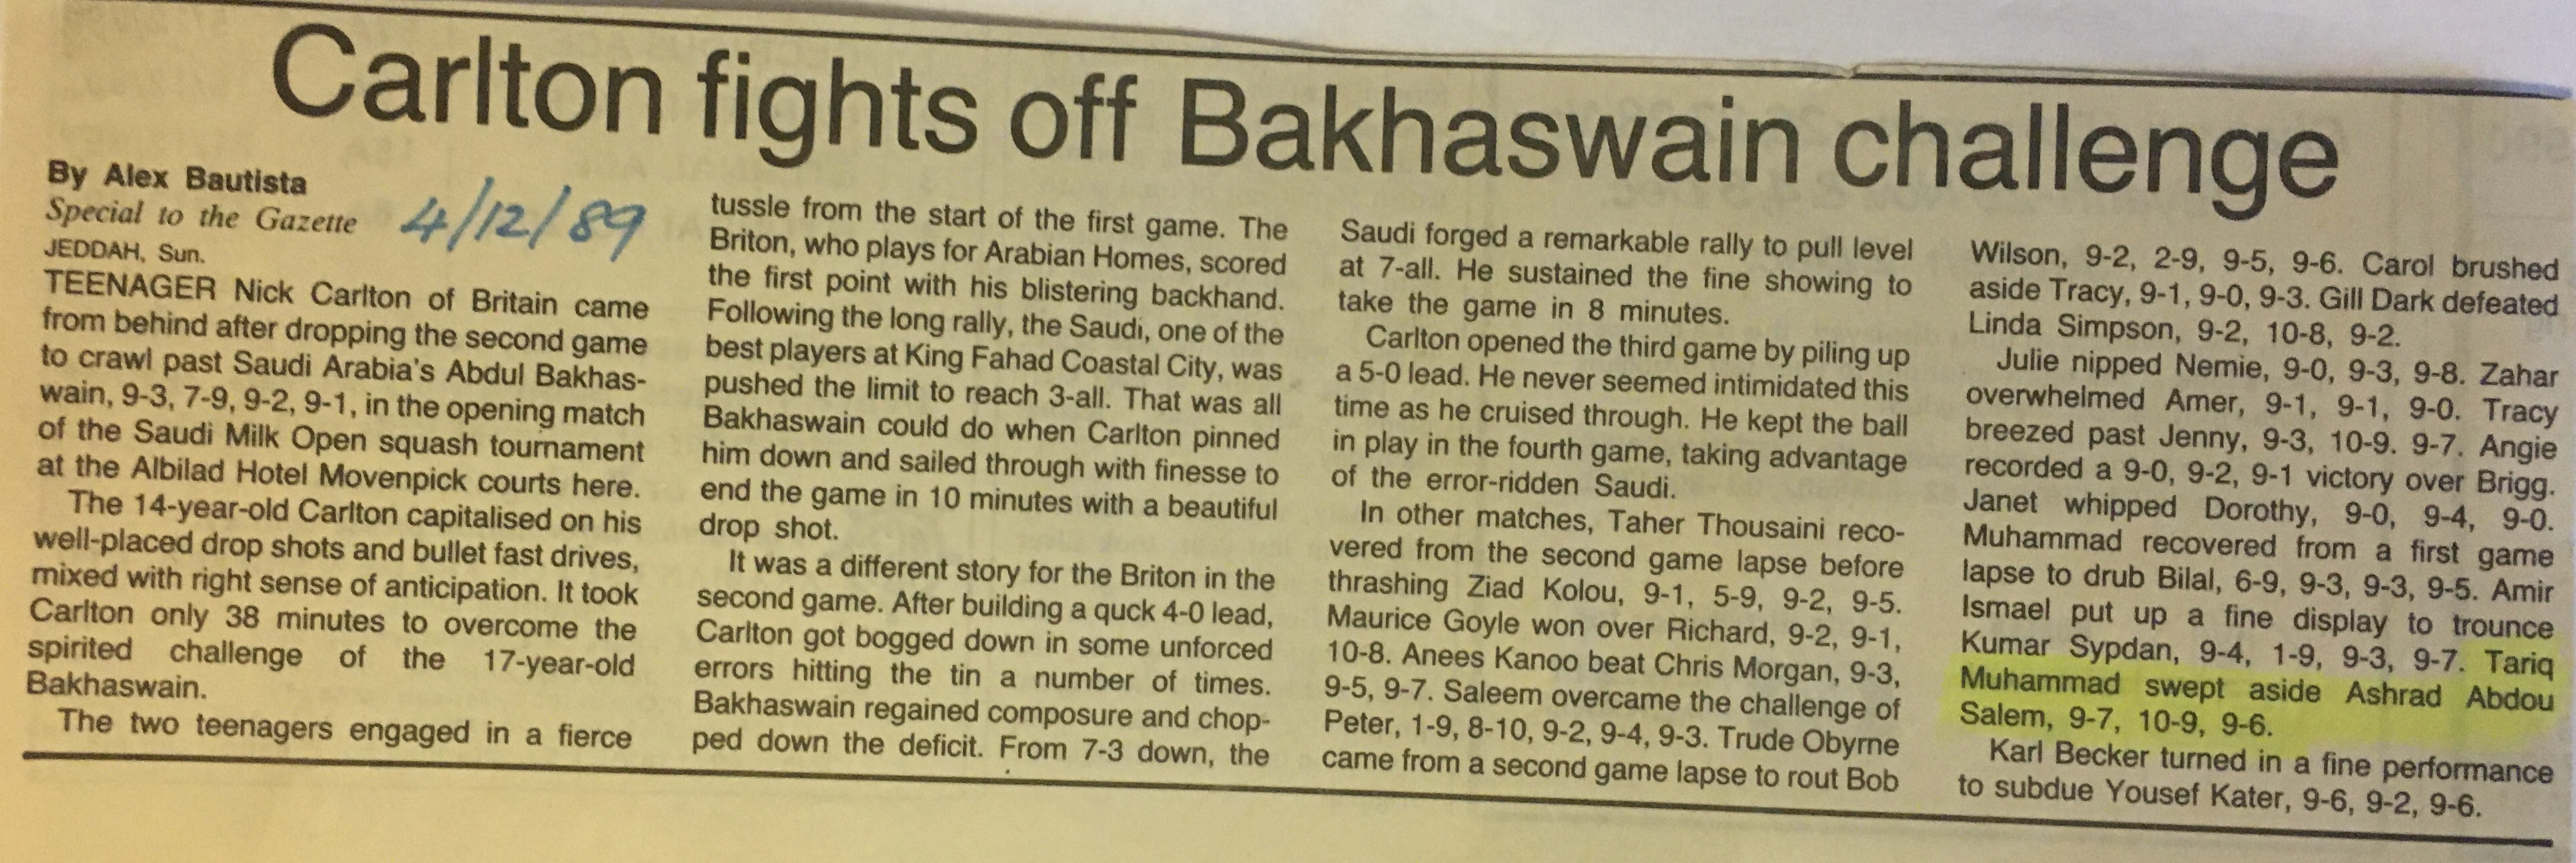 Carlton fights off Bakhaswain challenge
By Alex Bautista
Special to the Gazette
4/12/89
JEDDAH, Sun.
TEENAGER Nick Carlton of Britain came
from behind after dropping the second game
to crawl past Saudi Arabia's Abdul Bakhas-
wain, 9-3, 7-9, 9-2, 9-1, in the opening match
of the Saudi Milk Open squash tournament
at the Albilad Hotel Movenpick courts here.
The 14-year-old Carlton capitalised on his
well-placed drop shots and bullet fast drives,
mixed with right sense of anticipation. It took
Carlton only 38 minutes to overcome the
spirited challenge of the 17-year-old
Bakhaswain.
The two teenagers engaged in a fierce
tussle from the start of the first game. The
Briton, who plays for Arabian Homes, scored
the first point with his blistering backhand.
Following the long rally, the Saudi, one of the
best players at King Fahad Coastal City, was
pushed the limit to reach 3-all. That was all
Bakhaswain could do when Carlton pinned
him down and sailed through with finesse to
end the game in 10 minutes with a beautiful
drop shot.
It was a different story for the Briton in the
second game. After building a quck 4-0 lead,
Carlton got bogged down in some unforced
errors hitting the tin a number of times.
Bakhaswain regained composure and chop-
ped down the deficit. From 7-3 down, the
Saudi forged a remarkable rally to pull level
at 7-all. He sustained the fine showing to
take the game in 8 minutes.
Carlton opened the third game by piling up
a 5-0 lead. He never seemed intimidated this
time as he cruised through. He kept the ball
in play in the fourth game, taking advantage
of the error-ridden Saudi.
In other matches, Taher Thousaini reco-
vered from the second game lapse before
thrashing Ziad Kolou, 9-1, 5-9, 9-2, 9-5.
Maurice Goyle won over Richard, 9-2, 9-1,
10-8. Anees Kanoo beat Chris Morgan, 9-3,
9-5, 9-7. Saleem overcame the challenge of
Peter, 1-9, 8-10, 9-2, 9-4, 9-3. Trude Obyrne
came from a second game lapse to rout Bob
Wilson, 9-2, 2-9, 9-5, 9-6. Carol brushed
aside Tracy, 9-1, 9-0, 9-3. Gill Dark defeated
Linda Simpson, 9-2, 10-8, 9-2.
Julie nipped Nemie, 9-0, 9-3, 9-8. Zahar
overwhelmed Amer, 9-1, 9-1, 9-0. Tracy
breezed past Jenny, 9-3, 10-9. 9-7. Angie
recorded a 9-0, 9-2, 9-1 victory over Brigg.
Janet whipped Dorothy, 9-0, 9-4, 9-0.
Muhammad recovered from a first game
lapse to drub Bilal, 6-9, 9-3, 9-3, 9-5. Amir
Ismael put up a fine display to trounce
Kumar Sypdan, 9-4, 1-9, 9-3, 9-7. Tariq
Muhammad swept aside Ashrad Abdou
Salem, 9-7, 10-9, 9-6.
Karl Becker turned in a fine performance
to subdue Yousef Kater, 9-6, 9-2, 9-6.